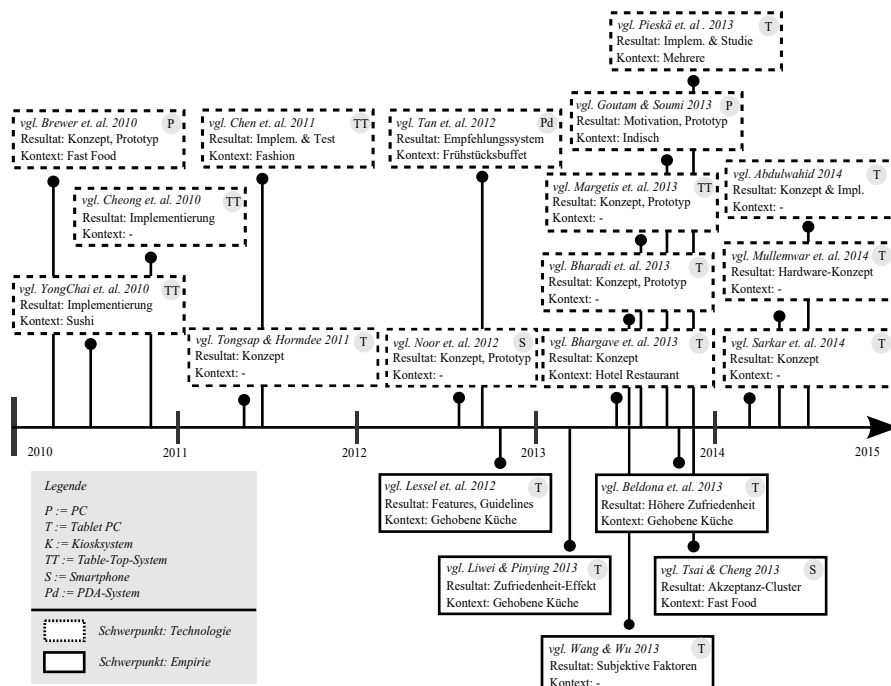 vgl. Pieskä et. al . 2013
T
Resultat: Implem. & Studie
Kontext: Mehrere
vgl. Brewer et. al. 2010
P
Resultat: Konzept, Prototyp
Kontext: Fast Food
vgl. Chen et. al. 2011
TT
Resultat: Implem. & Test
Kontext: Fashion
vgl. Tan et. al. 2012
Pd
Resultat: Empfehlungssystem
Kontext: Frühstücksbuffet
vgl. Goutam & Soumi 2013
P
Resultat: Motivation, Prototyp
Kontext: Indisch
vgl. Cheong et. al. 2010
TT
Resultat: Implementierung
Kontext: -
vgl. Margetis et. al. 2013
TT
Resultat: Konzept, Prototyp
Kontext: -
vgl. Abdulwahid 2014
T
Resultat: Konzept & Impl.
Kontext: -
vgl. YongChai et. al. 2010
TT
Resultat: Implementierung
Kontext: Sushi
vgl. Bharadi et. al. 2013
T
Resultat: Konzept, Prototyp
Kontext: -
vgl. Mullemwar et. al. 2014
T
Resultat: Hardware-Konzept
Kontext: -
vgl. Tongsap & Hormdee 2011
T
Resultat: Konzept
Kontext: -
vgl. Noor et. al. 2012
S
Resultat: Konzept, Prototyp
Kontext: -
vgl. Bhargave et. al. 2013
T
Resultat: Konzept
Kontext: Hotel Restaurant
vgl. Sarkar et. al. 2014
T
Resultat: Konzept
Kontext: -
2010
2011
2012
2013
2014
2015
Legende
P := PC
T := Tablet PC
K := Kiosksystem
TT := Table-Top-System
S := Smartphone
Pd := PDA-System
Schwerpunkt: Technologie
Schwerpunkt: Empirie
vgl. Lessel et. al. 2012
T
Resultat: Features, Guidelines
Kontext: Gehobene Küche
vgl. Beldona et. al. 2013
T
Resultat: Höhere Zufriedenheit
Kontext: Gehobene Küche
vgl. Liwei & Pinying 2013
T
Resultat: Zufriedenheit-Effekt
Kontext: Gehobene Küche
vgl. Tsai & Cheng 2013
S
Resultat: Akzeptanz-Cluster
Kontext: Fast Food
vgl. Wang & Wu 2013
T
Resultat: Subjektive Faktoren
Kontext: -